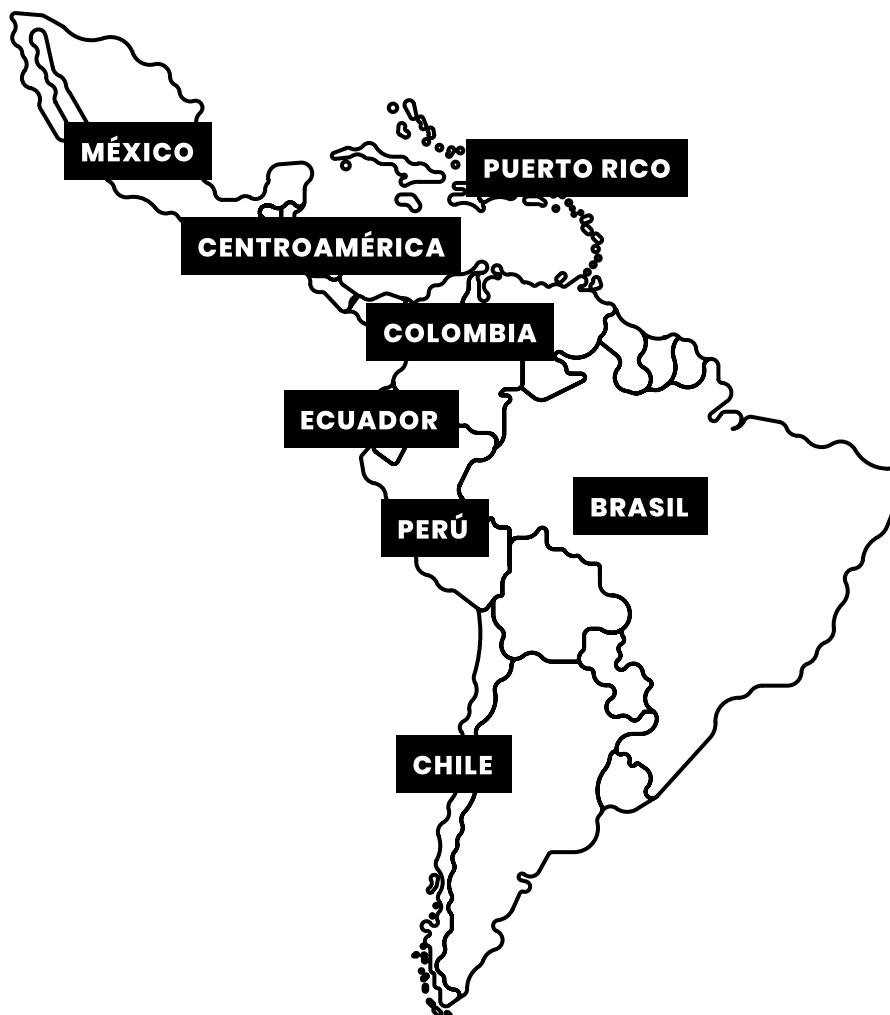 MÉXICO
PUERTO RICO
CENTROAMÉRICA
COLOMBIA
ECUADOR
BRASIL
PERÚ
CHILE